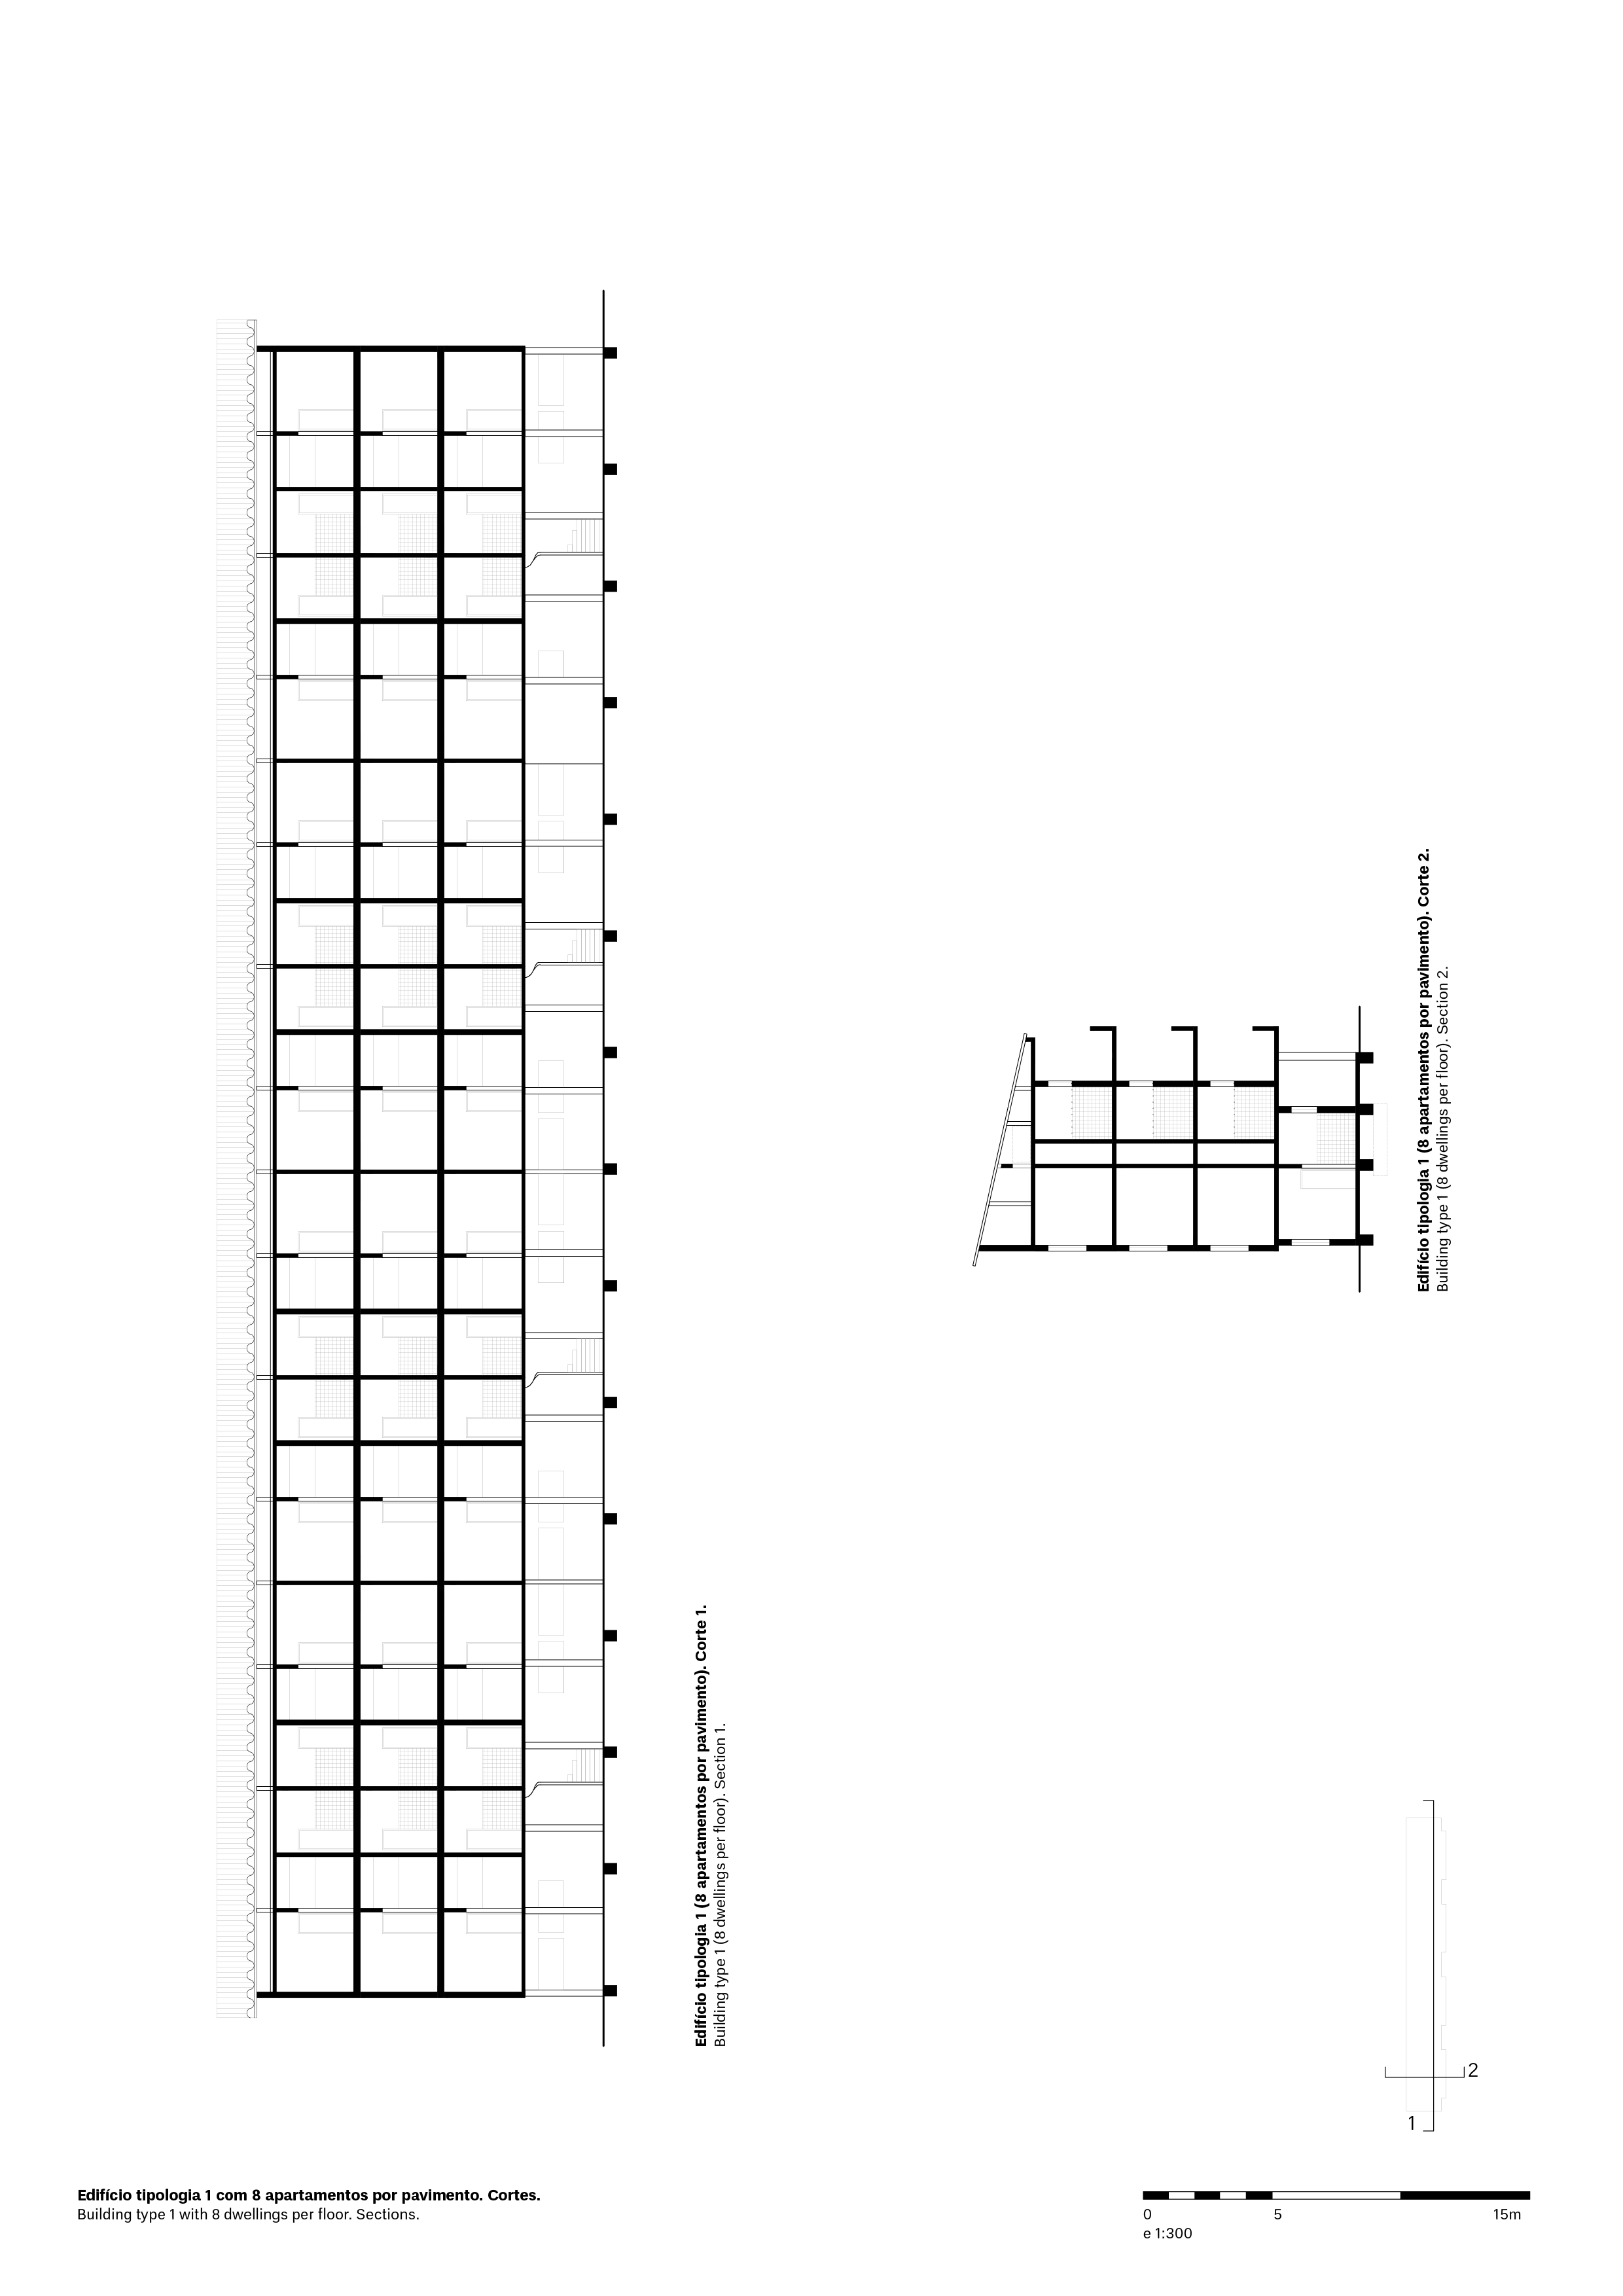 Edifício tipologia 1 (8 apartamentos por pavimento). Corte 1.
Building type 1 (8 dwellings per floor). Section 1.
Edifício tipologia 1 (8 apartamentos por pavimento). Corte 2.
Building type 1 (8 dwellings per floor). Section 2.
2
1
Edifício tipologia 1 com 8 apartamentos por pavimento. Cortes.
Building type 1 with 8 dwellings per floor. Sections.
0 5 15m
e 1:300